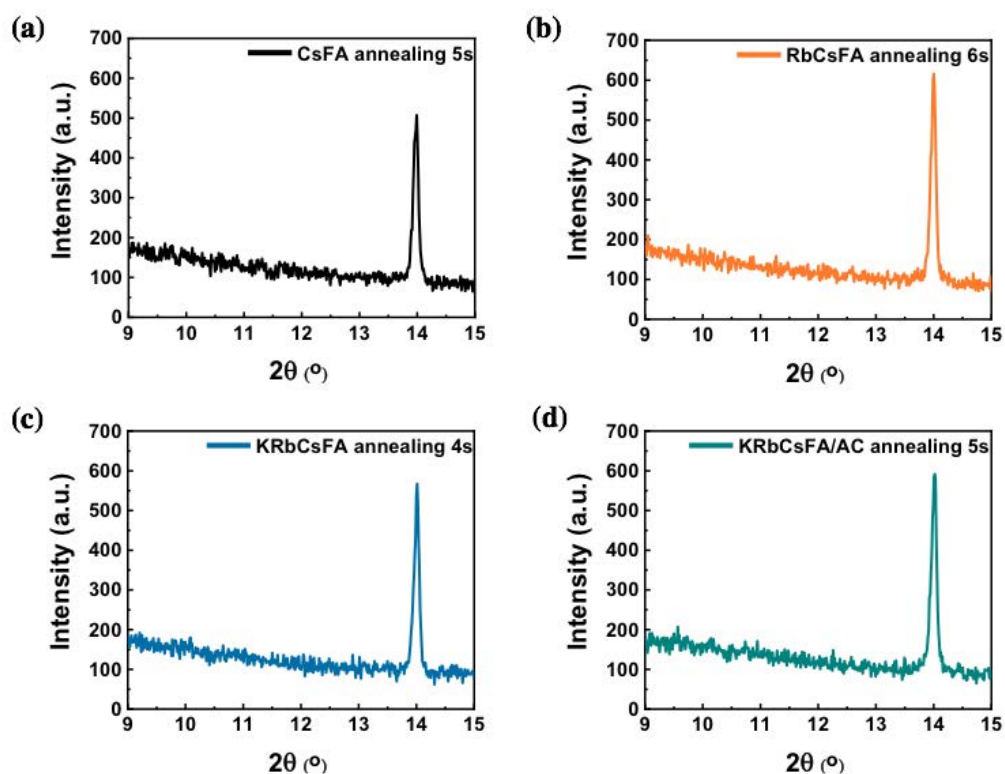 (a)
CsFA annealing 5s
Intensity (a.u.)
700
600
500
400
300
200
100
0
9 10 11 12 13 14 15
2θ (º)
(b)
RbCsFA annealing 6s
Intensity (a.u.)
700
600
500
400
300
200
100
0
9 10 11 12 13 14 15
2θ (º)
(c)
KRbCsFA annealing 4s
Intensity (a.u.)
700
600
500
400
300
200
100
0
9 10 11 12 13 14 15
2θ (º)
(d)
KRbCsFA/AC annealing 5s
Intensity (a.u.)
700
600
500
400
300
200
100
0
9 10 11 12 13 14 15
2θ (º)